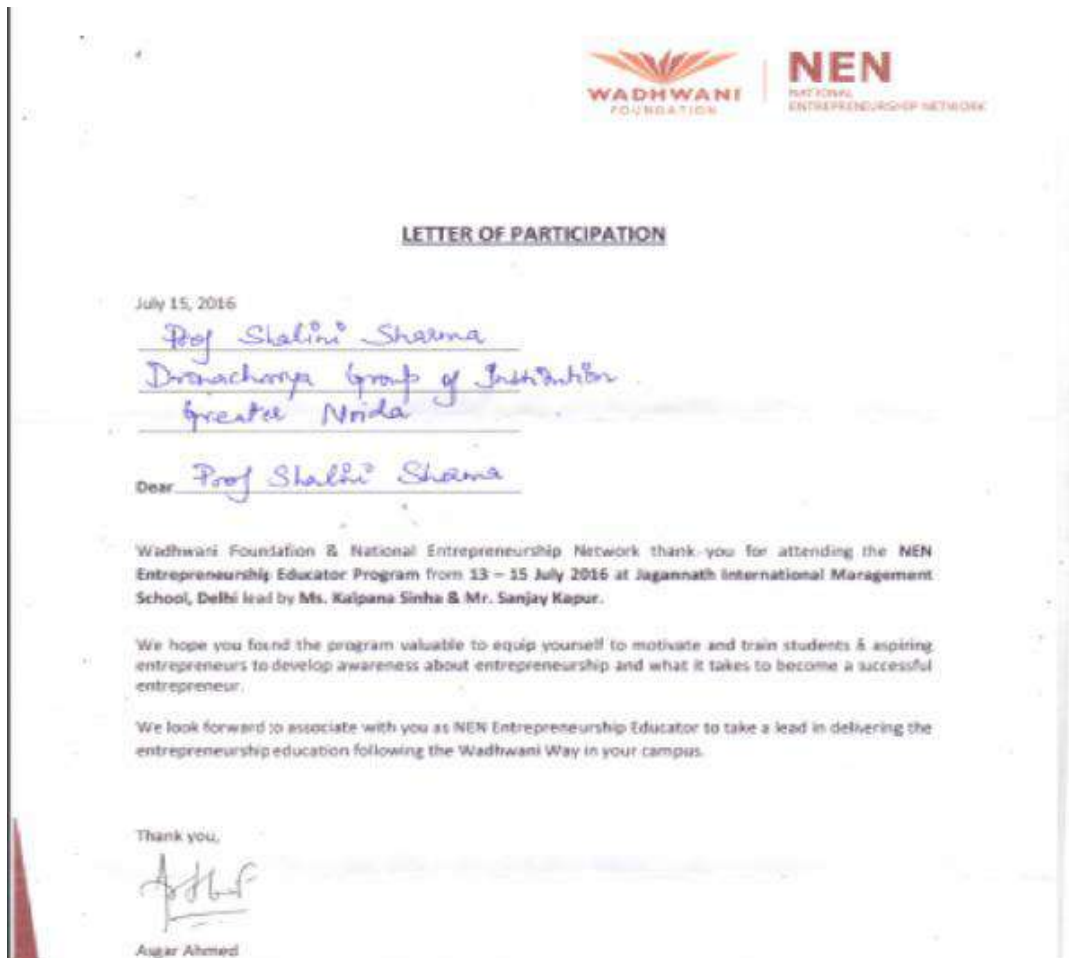 WADHWANI
FOUNDATION
NEN
NATIONAL
ENTREPRENEURSHIP NETWORK
LETTER OF PARTICIPATION
July 15, 2016
Prof Shalini Sharma
Dronacharya Group of Institution
Greater Noida
Dear Prof Shalini Sharma
Wadhwani Foundation & National Entrepreneurship Network thank you for attending the NEN
Entrepreneurship Educator Program from 13 – 15 July 2016 at Jagannath International Management
School, Delhi lead by Ms. Kalpana Sinha & Mr. Sanjay Kapur.
We hope you found the program valuable to equip yourself to motivate and train students & aspiring
entrepreneurs to develop awareness about entrepreneurship and what it takes to become a successful
entrepreneur.
We look forward to associate with you as NEN Entrepreneurship Educator to take a lead in delivering the
entrepreneurship education following the Wadhwani Way in your campus.
Thank you,
Ahmed